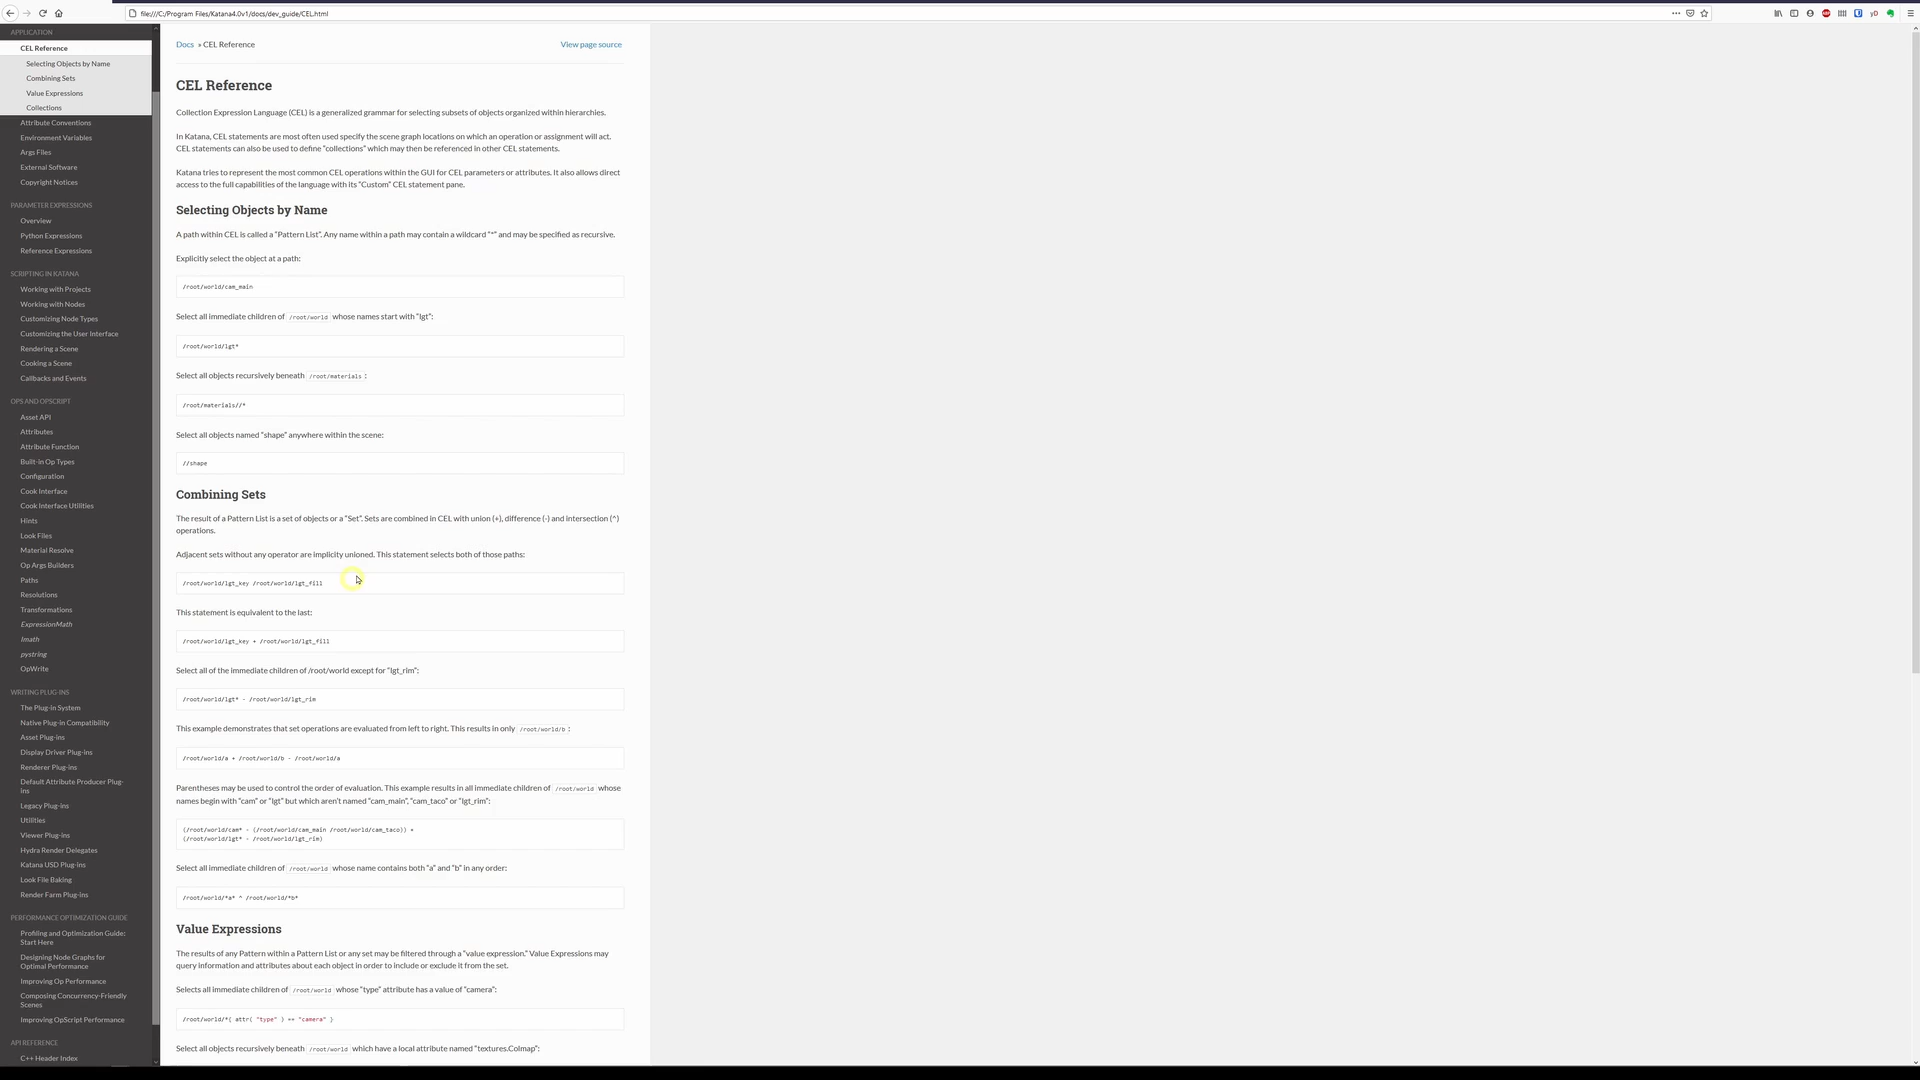 file:///C:/Program Files/Katana4.0v1/docs/dev_guide/CEL.html
APPLICATION
CEL Reference
Selecting Objects by Name
Combining Sets
Value Expressions
Collections
Attribute Conventions
Environment Variables
Args Files
External Software
Copyright Notices
PARAMETER EXPRESSIONS
Overview
Python Expressions
Reference Expressions
SCRIPTING IN KATANA
Working with Projects
Working with Nodes
Customizing Node Types
Customizing the User Interface
Rendering a Scene
Cooking a Scene
Callbacks and Events
OPS AND OPSCRIPT
Asset API
Attributes
Attribute Function
Built-in Op Types
Configuration
Cook Interface
Cook Interface Utilities
Hints
Look Files
Material Resolve
Op Args Builders
Paths
Resolutions
Transformations
ExpressionMath
Imath
pystring
OpWrite
WRITING PLUG-INS
The Plug-in System
Native Plug-in Compatibility
Asset Plug-ins
Display Driver Plug-ins
Renderer Plug-ins
Default Attribute Producer Plug-
ins
Legacy Plug-ins
Utilities
Viewer Plug-ins
Hydra Render Delegates
Katana USD Plug-ins
Look File Baking
Render Farm Plug-ins
PERFORMANCE OPTIMIZATION GUIDE
Profiling and Optimization Guide:
Start Here
Designing Node Graphs for
Optimal Performance
Improving Op Performance
Composing Concurrency-Friendly
Scenes
Improving OpScript Performance
API REFERENCE
C++ Header Index
Docs » CEL Reference
View page source
CEL Reference
Collection Expression Language (CEL) is a generalized grammar for selecting subsets of objects organized within hierarchies.
In Katana, CEL statements are most often used specify the scene graph locations on which an operation or assignment will act.
CEL statements can also be used to define "collections" which may then be referenced in other CEL statements.
Katana tries to represent the most common CEL operations within the GUI for CEL parameters or attributes. It also allows direct
access to the full capabilities of the language with its "Custom" CEL statement pane.
Selecting Objects by Name
A path within CEL is called a "Pattern List". Any name within a path may contain a wildcard "*" and may be specified as recursive.
Explicitly select the object at a path:
/root/world/cam_main
Select all immediate children of /root/world whose names start with "lgt":
/root/world/lgt*
Select all objects recursively beneath /root/materials :
/root/materials//*
Select all objects named "shape" anywhere within the scene:
//shape
Combining Sets
The result of a Pattern List is a set of objects or a "Set". Sets are combined in CEL with union (+), difference (-) and intersection (^)
operations.
Adjacent sets without any operator are implicity unioned. This statement selects both of those paths:
/root/world/lgt_key /root/world/lgt_fill
This statement is equivalent to the last:
/root/world/lgt_key + /root/world/lgt_fill
Select all of the immediate children of /root/world except for "lgt_rim":
/root/world/lgt* - /root/world/lgt_rim
This example demonstrates that set operations are evaluated from left to right. This results in only /root/world/b :
/root/world/a + /root/world/b - /root/world/a
Parentheses may be used to control the order of evaluation. This example results in all immediate children of /root/world whose
names begin with "cam" or "lgt" but which aren't named "cam_main", "cam_taco" or "lgt_rim":
(/root/world/cam* - (/root/world/cam_main /root/world/cam_taco)) +
(/root/world/lgt* - /root/world/lgt_rim)
Select all immediate children of /root/world whose name contains both "a" and "b" in any order:
/root/world/*a* ^ /root/world/*b*
Value Expressions
The results of any Pattern within a Pattern List or any set may be filtered through a "value expression." Value Expressions may
query information and attributes about each object in order to include or exclude it from the set.
Selects all immediate children of /root/world whose "type" attribute has a value of "camera":
/root/world/*{ attr( "type" ) == "camera" }
Select all objects recursively beneath /root/world which have a local attribute named "textures.Colmap":